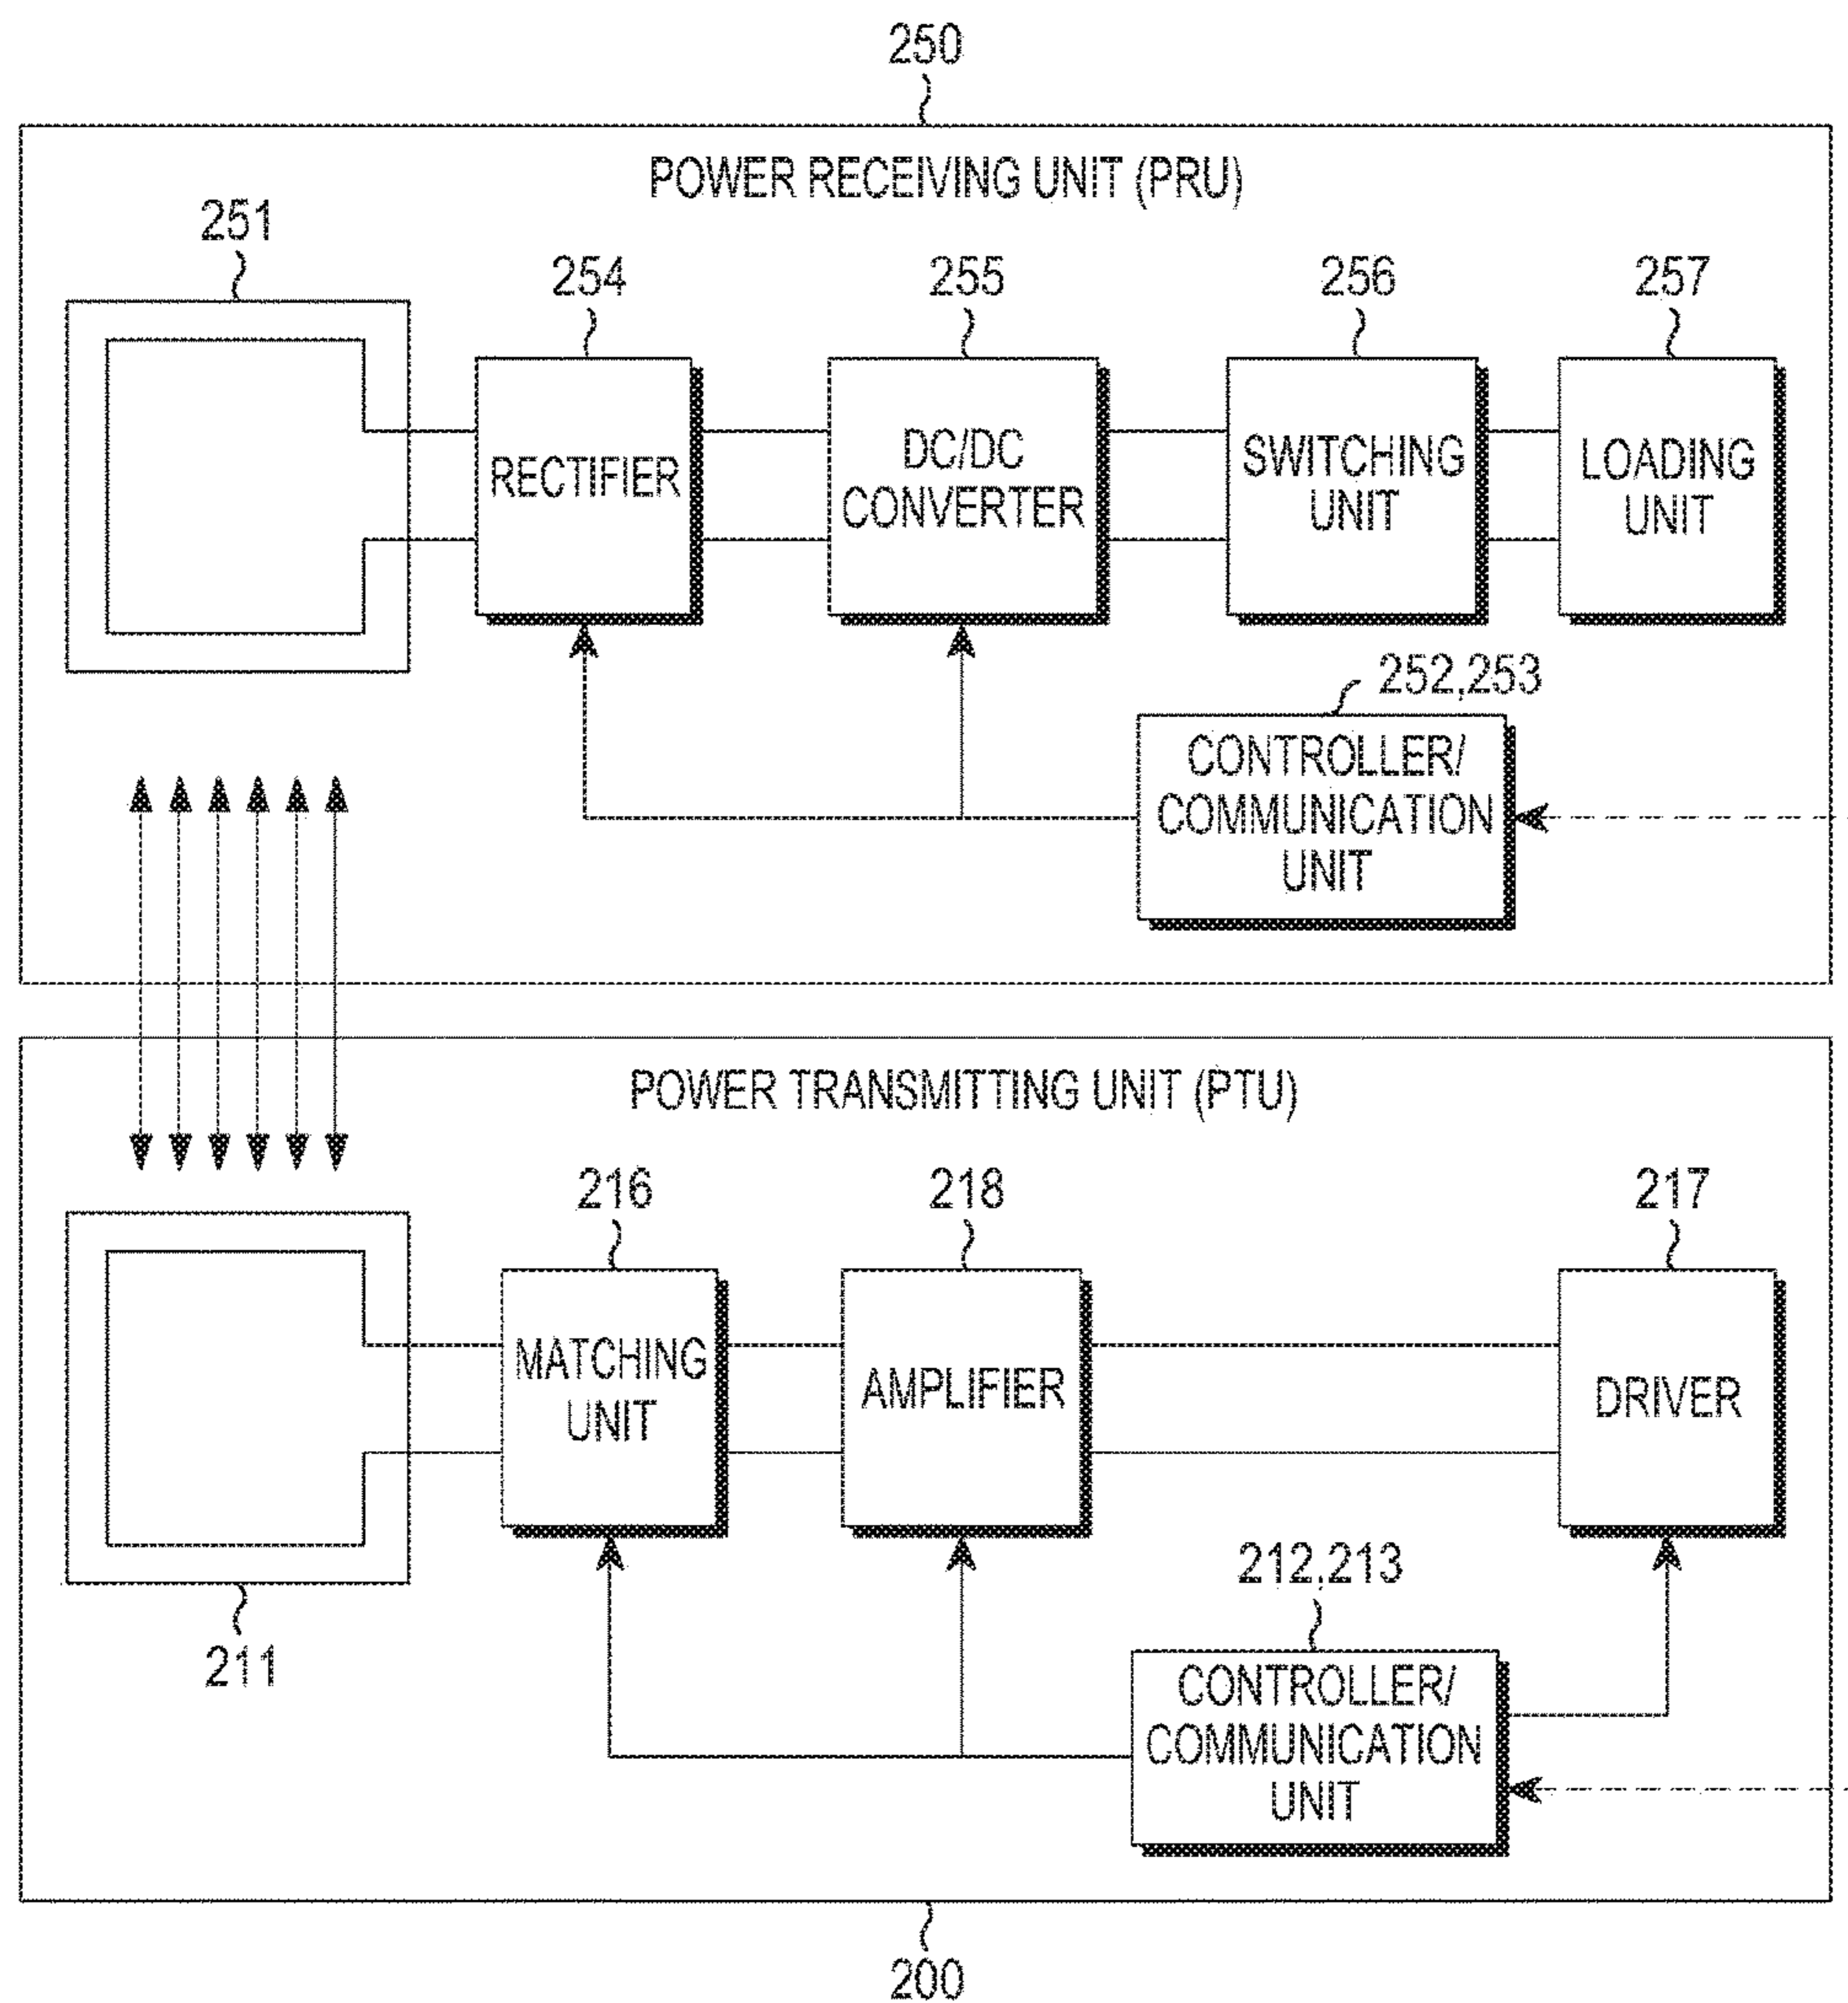 250
POWER RECEIVING UNIT (PRU)
251
254
255
256
257
RECTIFIER
DC/DC
CONVERTER
SWITCHING
UNIT
LOADING
UNIT
252,253
CONTROLLER/
COMMUNICATION
UNIT
POWER TRANSMITTING UNIT (PTU)
216
218
217
MATCHING
UNIT
AMPLIFIER
DRIVER
211
212,213
CONTROLLER/
COMMUNICATION
UNIT
200